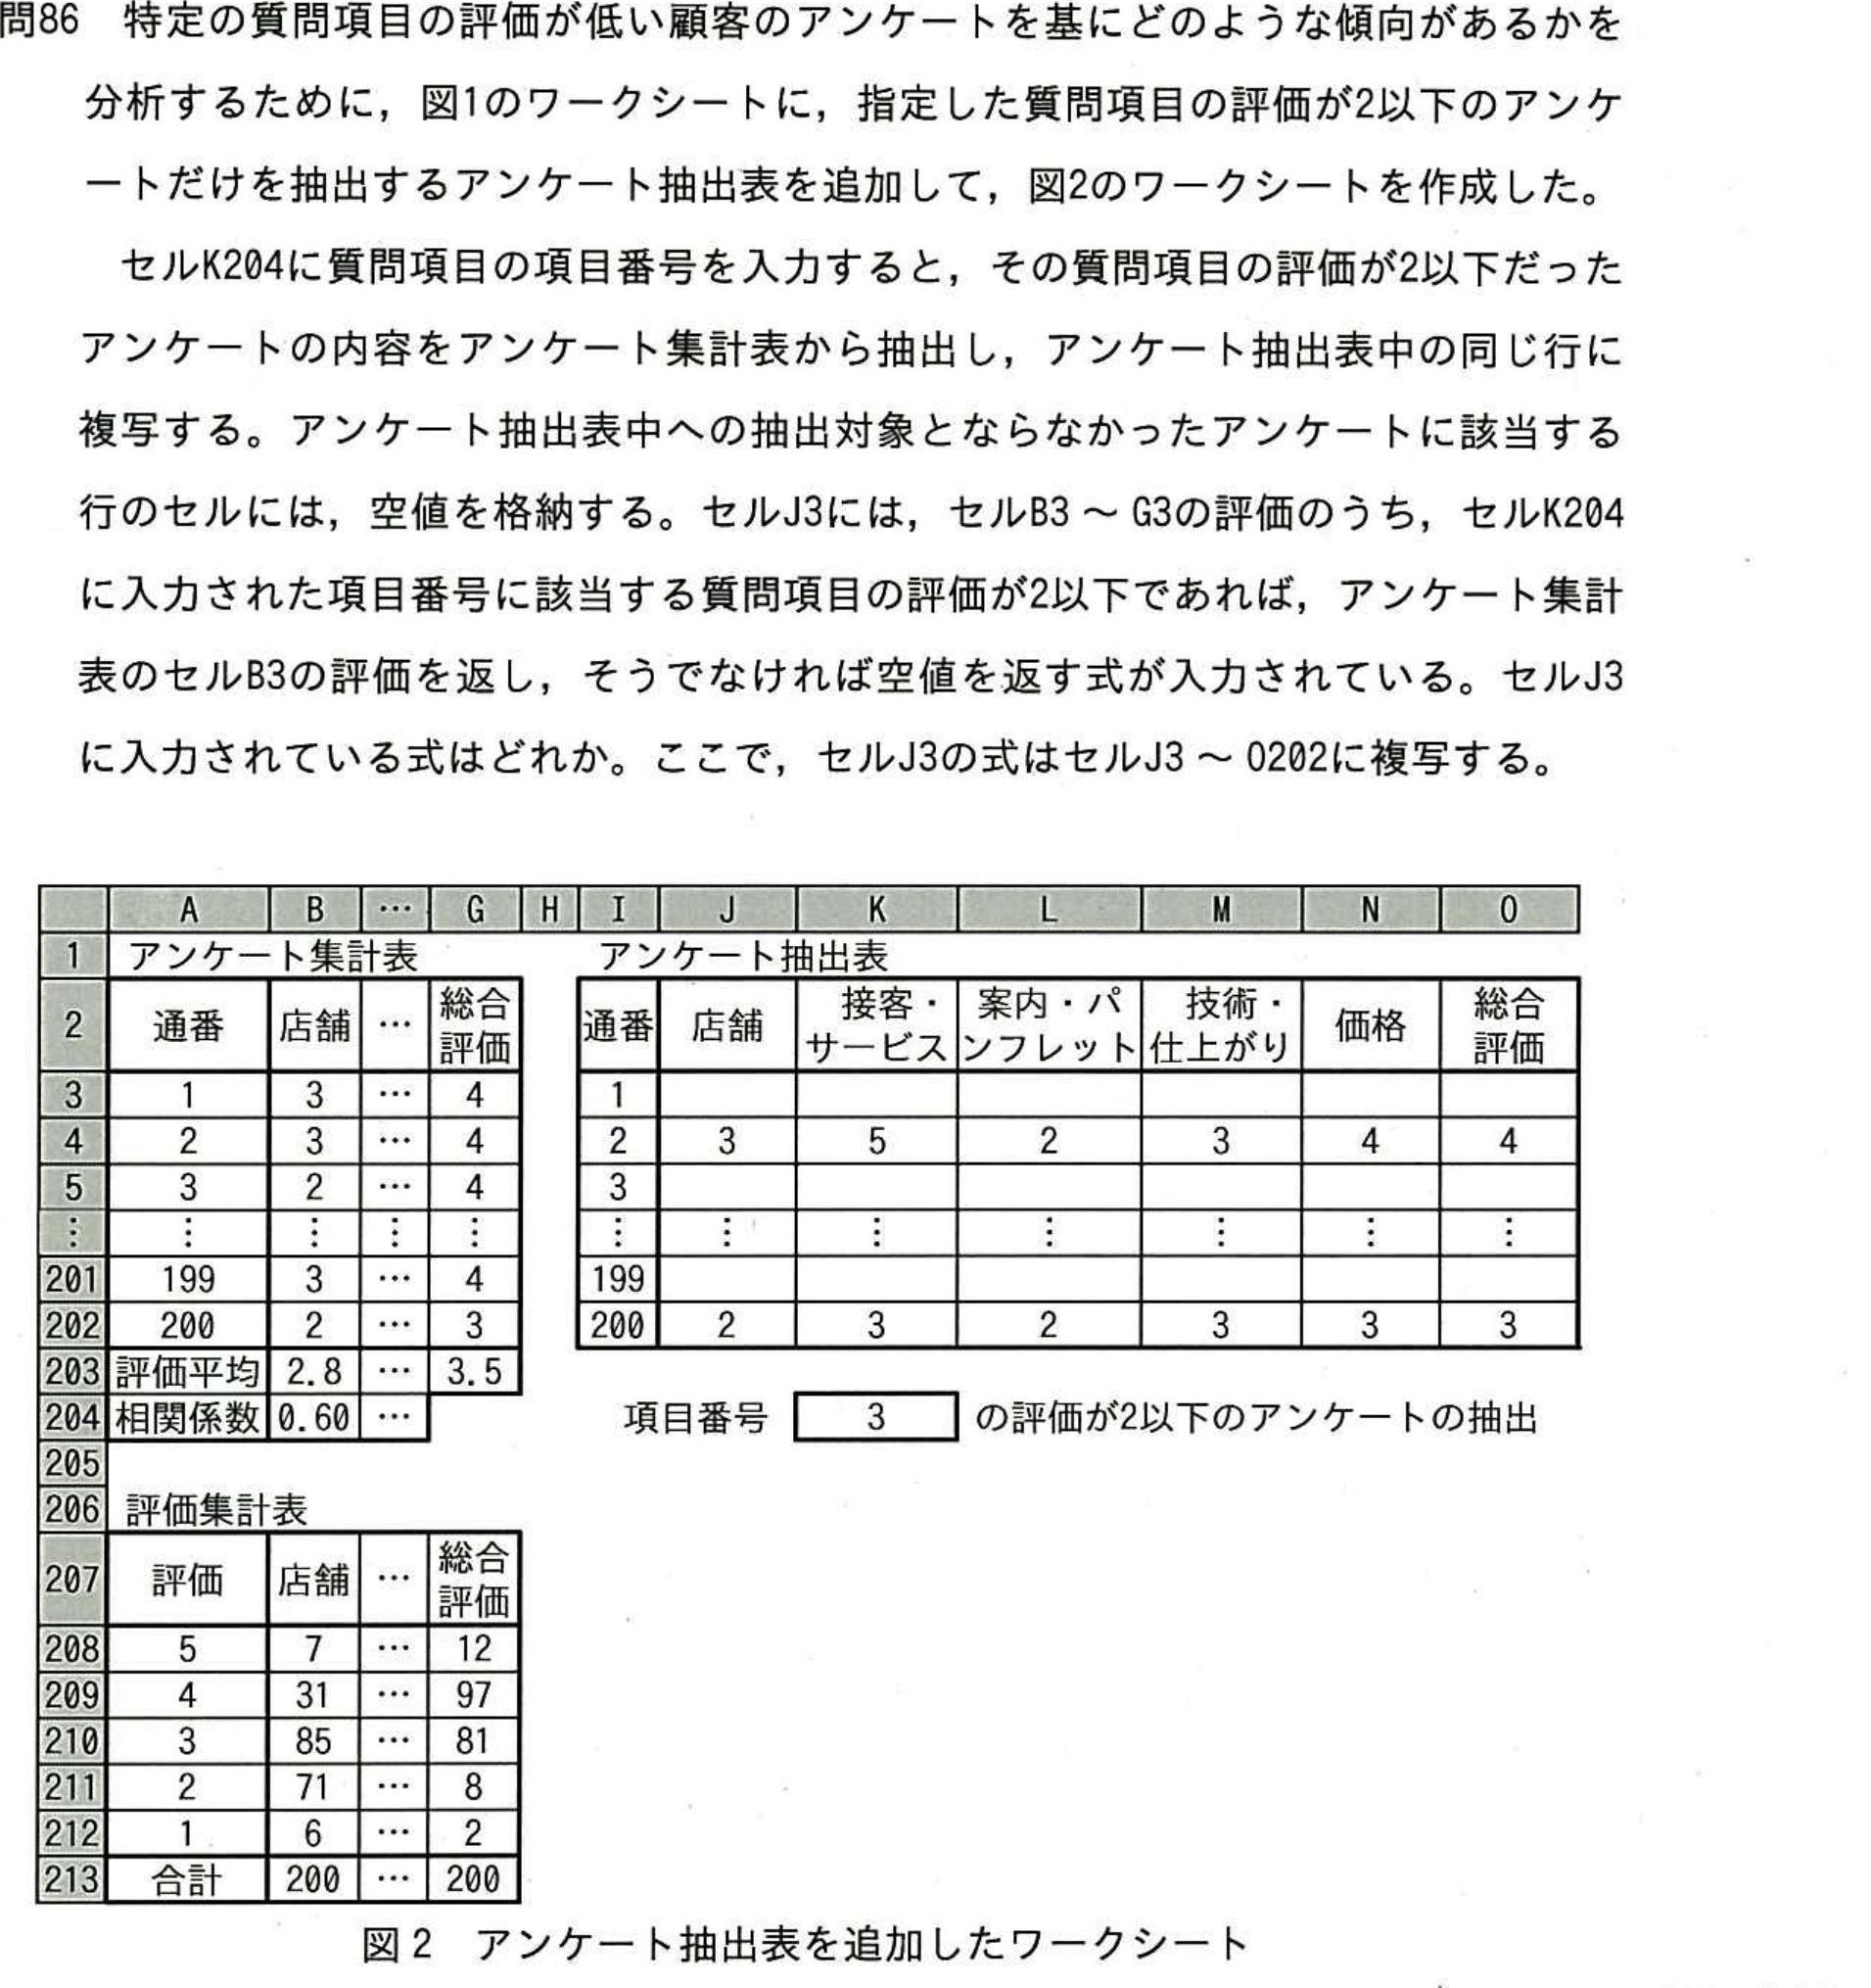 問86 特定の質問項目の評価が低い顧客のアンケートを基にどのような傾向があるかを
分析するために，図1のワークシートに，指定した質問項目の評価が2以下のアンケ
ートだけを抽出するアンケート抽出表を追加して，図2のワークシートを作成した。
セルK204に質問項目の項目番号を入力すると，その質問項目の評価が2以下だった
アンケートの内容をアンケート集計表から抽出し，アンケート抽出表中の同じ行に
複写する。アンケート抽出表中への抽出対象とならなかったアンケートに該当する
行のセルには，空値を格納する。セルJ3には，セルB3 ～ G3の評価のうち，セルK204
に入力された項目番号に該当する質問項目の評価が2以下であれば，アンケート集計
表のセルB3の評価を返し，そうでなければ空値を返す式が入力されている。セルJ3
に入力されている式はどれか。ここで，セルJ3の式はセルJ3 ～ O202に複写する。
A B … G H I J K L M N O
1 アンケート集計表 アンケート抽出表
2 通番 店舗 … 総合評価 通番 店舗 接客・サービス 案内・パンフレット 技術・仕上がり 価格 総合評価
3 1 3 … 4 1
4 2 3 … 4 2 3 5 2 3 4 4
5 3 2 … 4 3
⋮ ⋮ ⋮ ⋮ ⋮ ⋮ ⋮ ⋮ ⋮ ⋮ ⋮ ⋮
201 199 3 … 4 199
202 200 2 … 3 200 2 3 2 3 3 3
203 評価平均 2.8 … 3.5
204 相関係数 0.60 … 項目番号 3 の評価が2以下のアンケートの抽出
205
206 評価集計表
207 評価 店舗 … 総合評価
208 5 7 … 12
209 4 31 … 97
210 3 85 … 81
211 2 71 … 8
212 1 6 … 2
213 合計 200 … 200
図2 アンケート抽出表を追加したワークシート